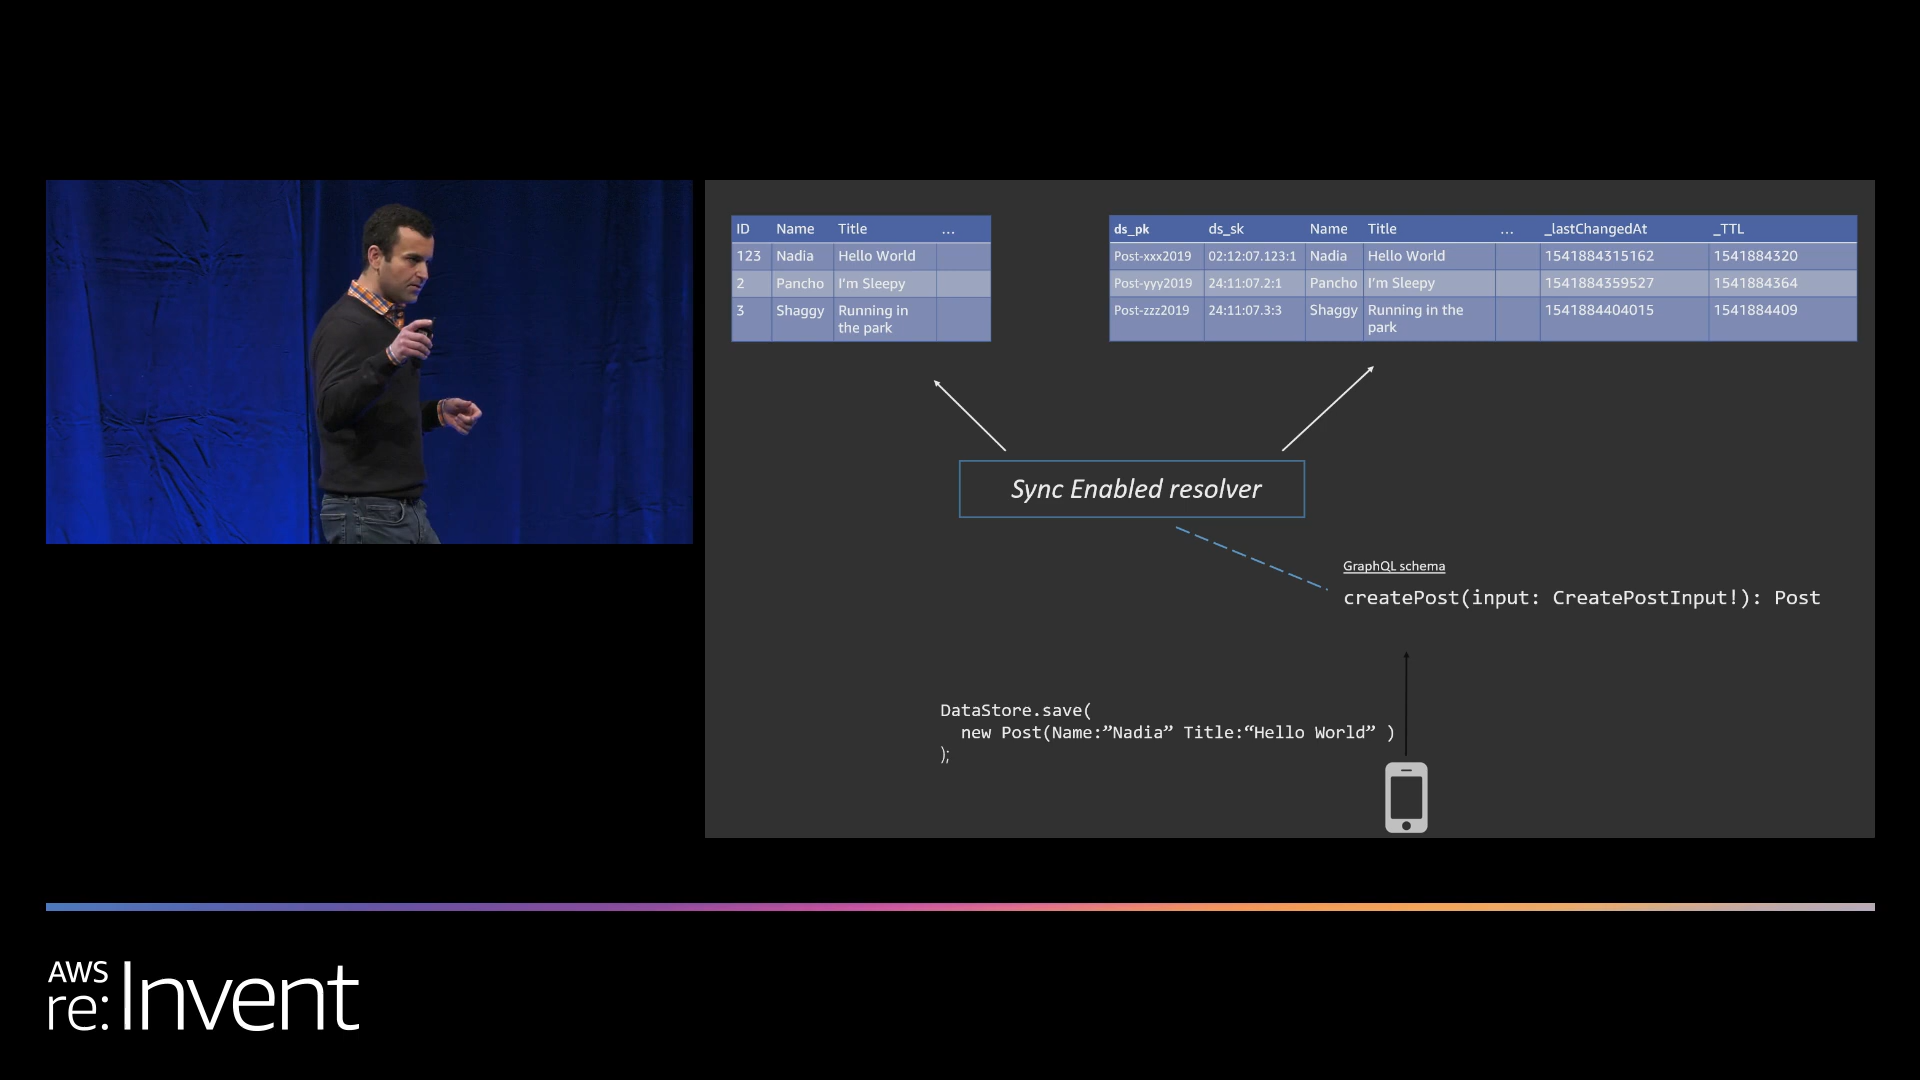 ID Name Title ...
123 Nadia Hello World
2 Pancho I'm Sleepy
3 Shaggy Running in
the park
ds_pk ds_sk Name Title ... _lastChangedAt _TTL
Post-xxx2019 02:12:07.123:1 Nadia Hello World 1541884315162 1541884320
Post-yyy2019 24:11:07.2:1 Pancho I'm Sleepy 1541884359527 1541884364
Post-zzz2019 24:11:07.3:3 Shaggy Running in the 1541884404015 1541884409
park
Sync Enabled resolver
GraphQL schema
createPost(input: CreatePostInput!): Post
DataStore.save(
new Post(Name:”Nadia” Title:“Hello World” )
);
AWS
re:Invent